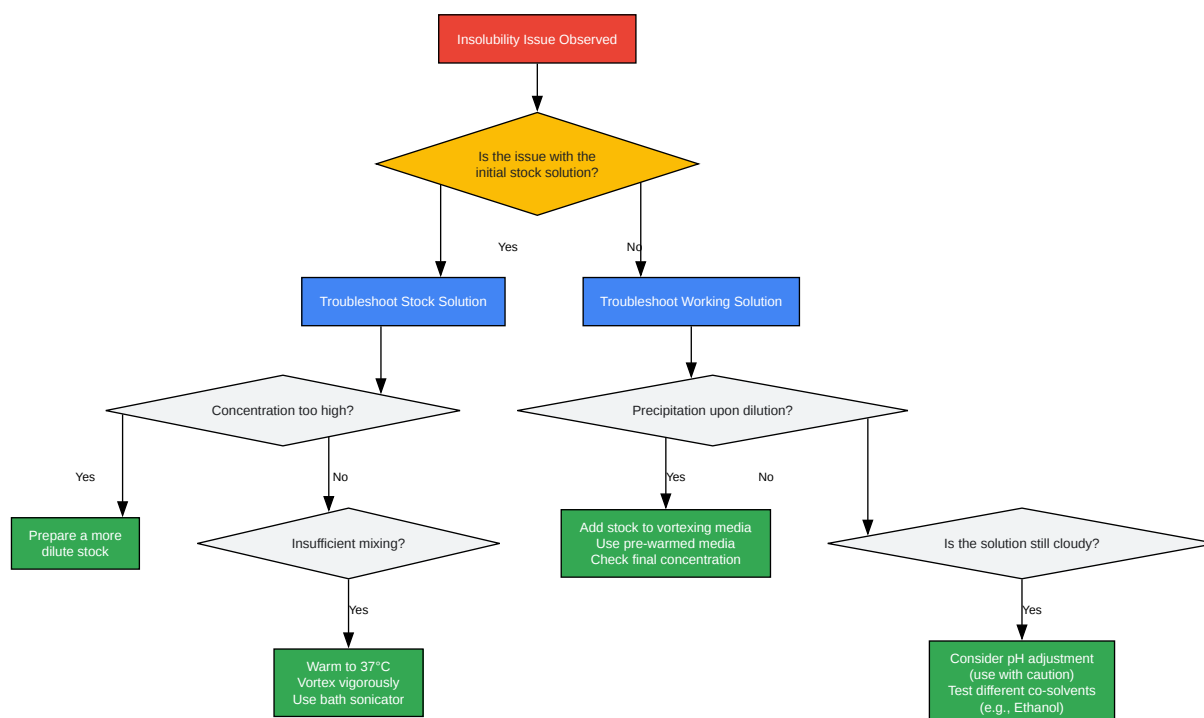 Insolubility Issue Observed
Is the issue with the
initial stock solution?
Yes
No
Troubleshoot Stock Solution
Troubleshoot Working Solution
Concentration too high?
Precipitation upon dilution?
Yes
No
Yes
No
Prepare a more
dilute stock
Insufficient mixing?
Add stock to vortexing media
Use pre-warmed media
Check final concentration
Is the solution still cloudy?
Yes
Yes
Warm to 37°C
Vortex vigorously
Use bath sonicator
Consider pH adjustment
(use with caution)
Test different co-solvents
(e.g., Ethanol)